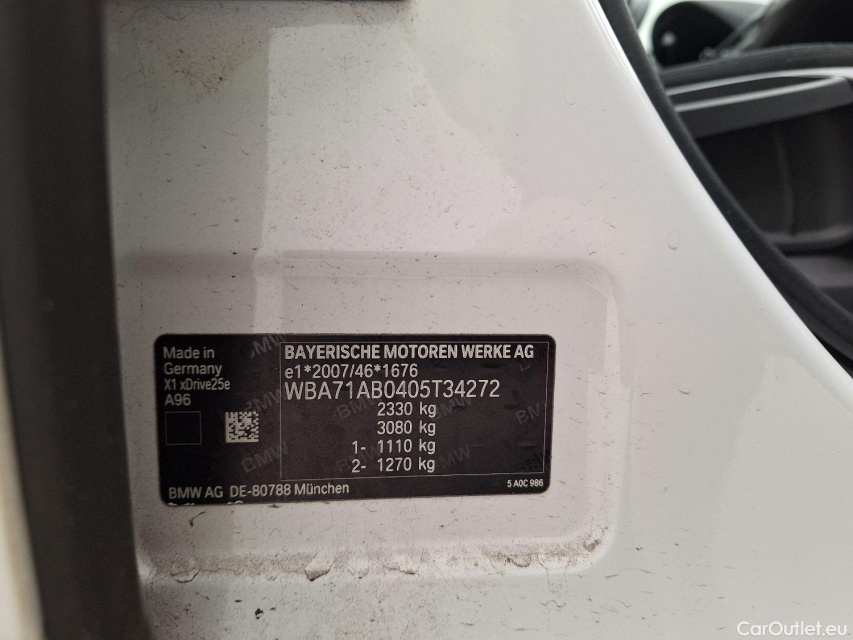 Made in
Germany
X1 xDrive25e
A96
BAYERISCHE MOTOREN WERKE AG
e1*2007/46*1676
WBA71AB0405T34272
2330 kg
3080 kg
1- 1110 kg
2- 1270 kg
BMW AG DE-80788 München
5 A0C 986
CarOutlet.eu